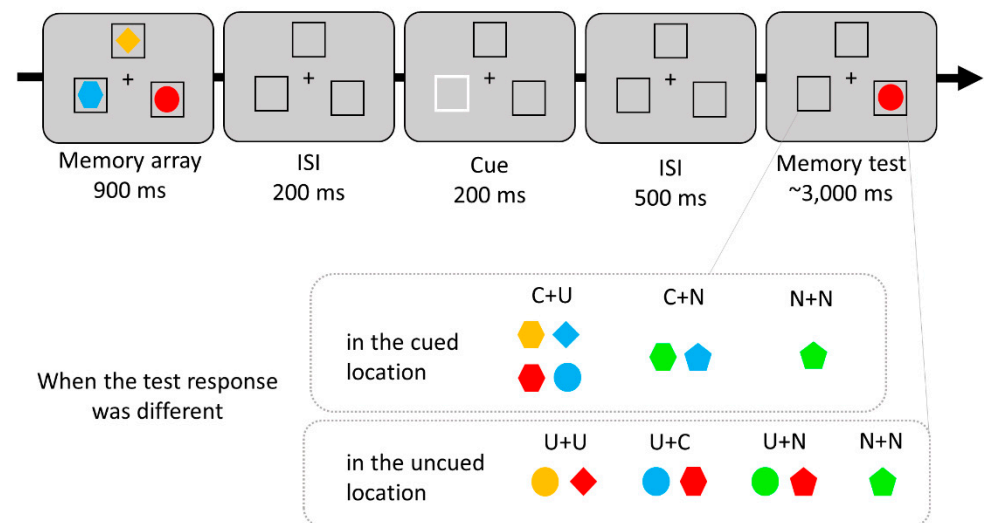 + + + + +
Memory array ISI Cue ISI Memory test
900 ms 200 ms 200 ms 500 ms ~3,000 ms
C+U C+N N+N
in the cued
location
When the test response
was different
U+U U+C U+N N+N
in the uncued
location